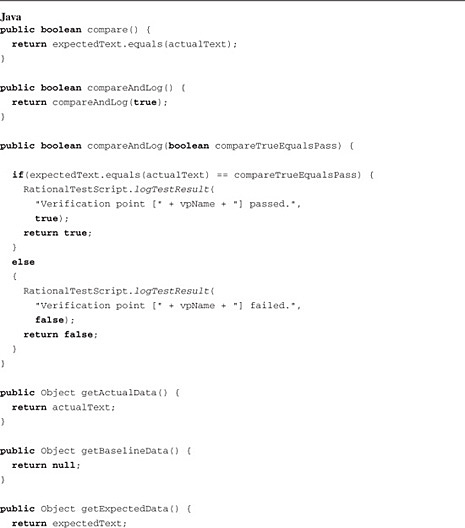 Java
public boolean compare() {
  return expectedText.equals(actualText);
}

public boolean compareAndLog() {
  return compareAndLog(true);
}

public boolean compareAndLog(boolean compareTrueEqualsPass) {

  if(expectedText.equals(actualText) == compareTrueEqualsPass) {
    RationalTestScript.logTestResult(
      "Verification point [" + vpName + "] passed.",
      true);
    return true;
  }
  else
  {
    RationalTestScript.logTestResult(
      "Verification point [" + vpName + "] failed.",
      false);
    return false;
  }
}

public Object getActualData() {
  return actualText;
}

public Object getBaselineData() {
  return null;
}

public Object getExpectedData() {
  return expectedText;